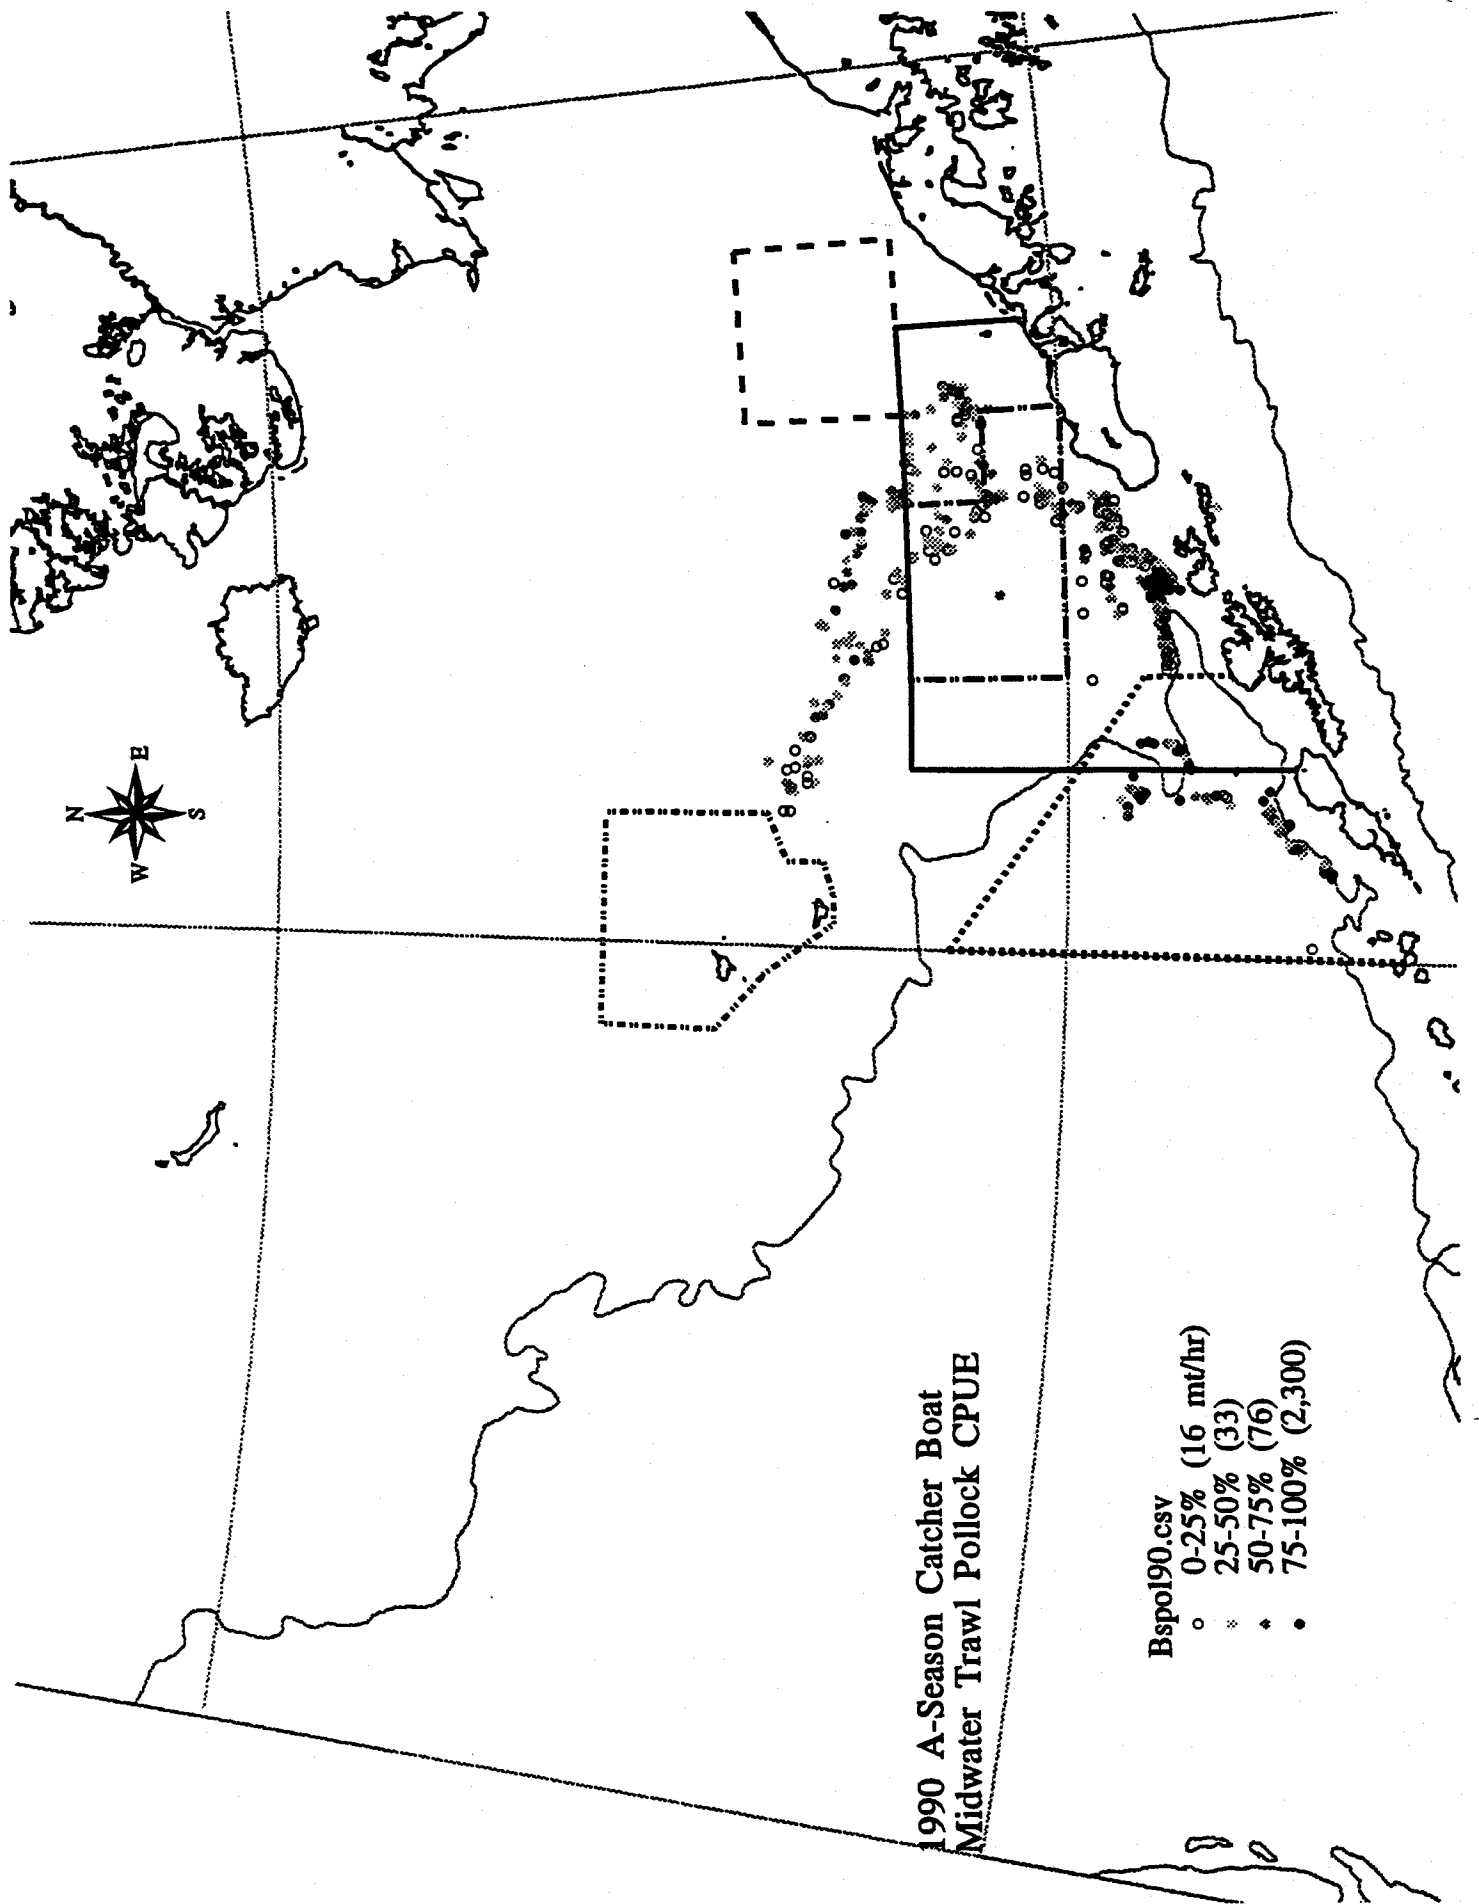 N
W
E
S
1990 A-Season Catcher Boat
Midwater Trawl Pollock CPUE
Bspol90.csv
0-25% (16 mt/hr)
25-50% (33)
50-75% (76)
75-100% (2,300)